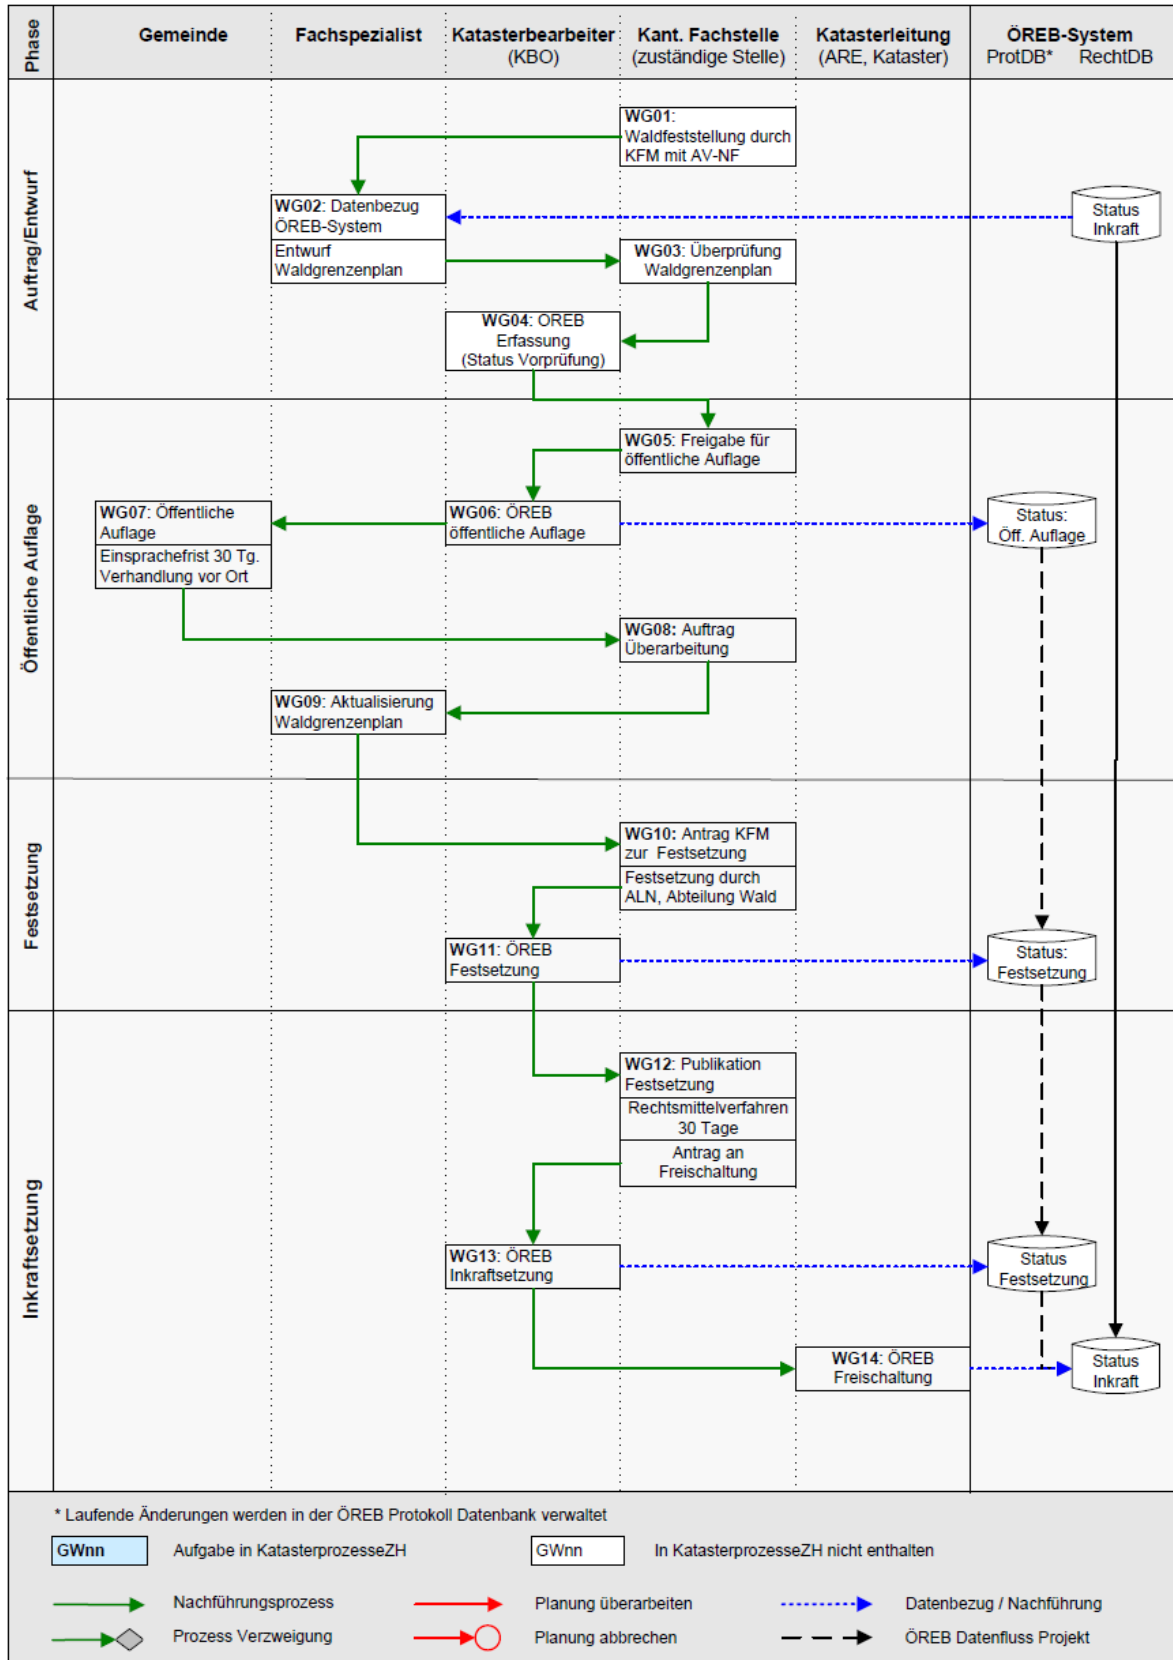 Phase
Gemeinde
Fachspezialist
Katasterbearbeiter
(KBO)
Kant. Fachstelle
(zuständige Stelle)
Katasterleitung
(ARE, Kataster)
ÖREB-System
ProtDB* RechtDB
Auftrag/Entwurf
WG01:
Waldfeststellung durch
KFM mit AV-NF
WG02: Datenbezug
ÖREB-System
Entwurf
Waldgrenzenplan
Status
Inkraft
WG03: Überprüfung
Waldgrenzenplan
WG04: ÖREB
Erfassung
(Status Vorprüfung)
Öffentliche Auflage
WG05: Freigabe für
öffentliche Auflage
WG07: Öffentliche
Auflage
Einsprachefrist 30 Tg.
Verhandlung vor Ort
WG06: ÖREB
öffentliche Auflage
Status:
Öff. Auflage
WG08: Auftrag
Überarbeitung
WG09: Aktualisierung
Waldgrenzenplan
Festsetzung
WG10: Antrag KFM
zur Festsetzung
Festsetzung durch
ALN, Abteilung Wald
WG11: ÖREB
Festsetzung
Status:
Festsetzung
Inkraftsetzung
WG12: Publikation
Festsetzung
Rechtsmittelverfahren
30 Tage
Antrag an
Freischaltung
WG13: ÖREB
Inkraftsetzung
Status
Festsetzung
WG14: ÖREB
Freischaltung
Status
Inkraft
* Laufende Änderungen werden in der ÖREB Protokoll Datenbank verwaltet
GWnn Aufgabe in KatasterprozesseZH
GWnn In KatasterprozesseZH nicht enthalten
Nachführungsprozess
Planung überarbeiten
Datenbezug / Nachführung
Prozess Verzweigung
Planung abbrechen
ÖREB Datenfluss Projekt